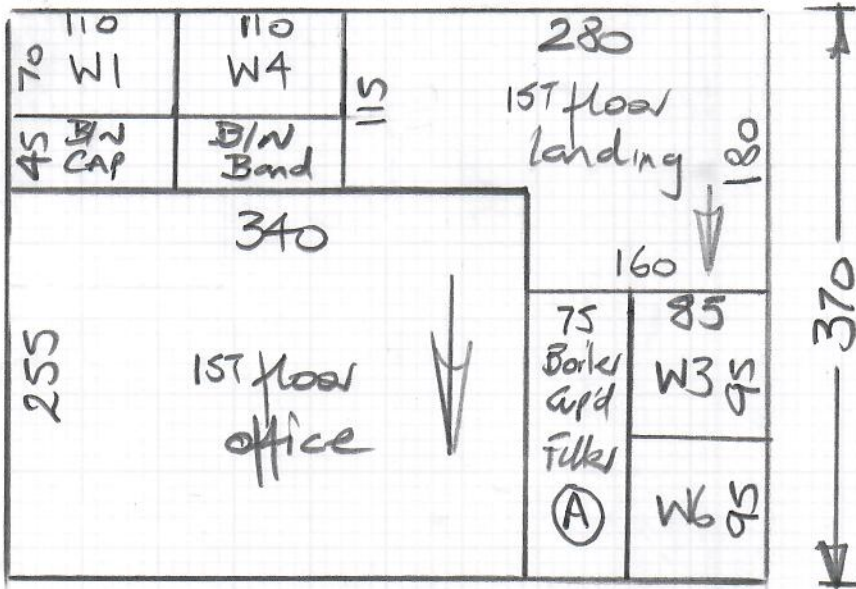 110
70
W1
110
W4
115
280
1ST floor
landing
180
45
B/N
CAP
B/N
Band
340
160
370
255
1ST floor
office
75
Boiler
Cup'd
Filler
A
85
W3
95
W6
95